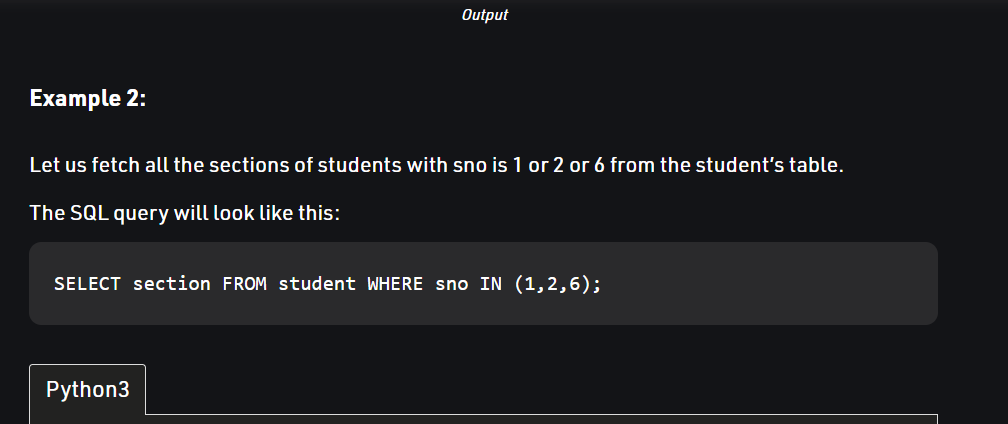 Output
Example 2:
Let us fetch all the sections of students with sno is 1 or 2 or 6 from the student's table.
The SQL query will look like this:
SELECT section FROM student WHERE sno IN (1,2,6);
Python3